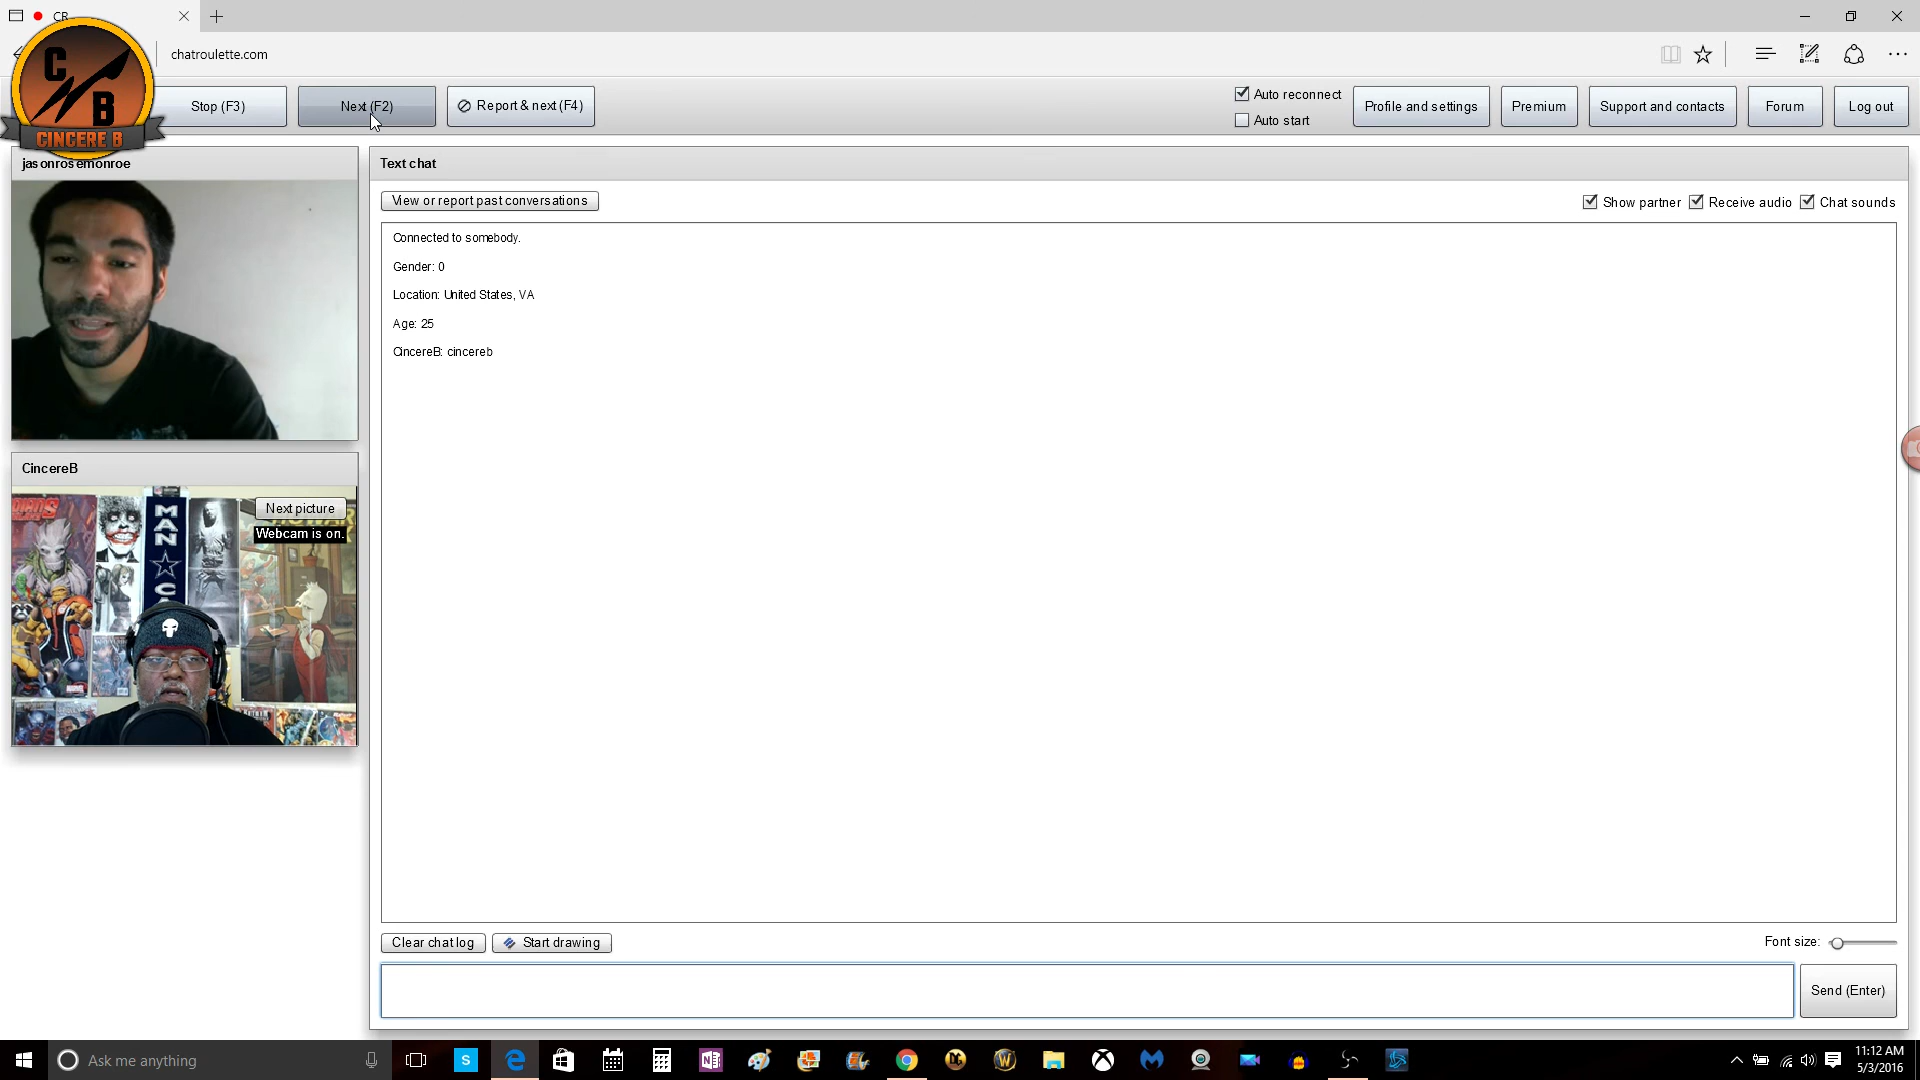 CR
chatroulette.com
C
B
CINCERE B
Stop (F3)
Next (F2)
Report & next (F4)
Auto reconnect
Auto start
Profile and settings
Premium
Support and contacts
Forum
Log out
jasonrosemonroe
Text chat
View or report past conversations
Show partner
Receive audio
Chat sounds
Connected to somebody.
Gender: 0
Location: United States, VA
Age: 25
CincereB: cincereb
CincereB
Next picture
Webcam is on.
MAN
CA
Clear chat log
Start drawing
Font size:
Send (Enter)
Ask me anything
11:12 AM
5/3/2016